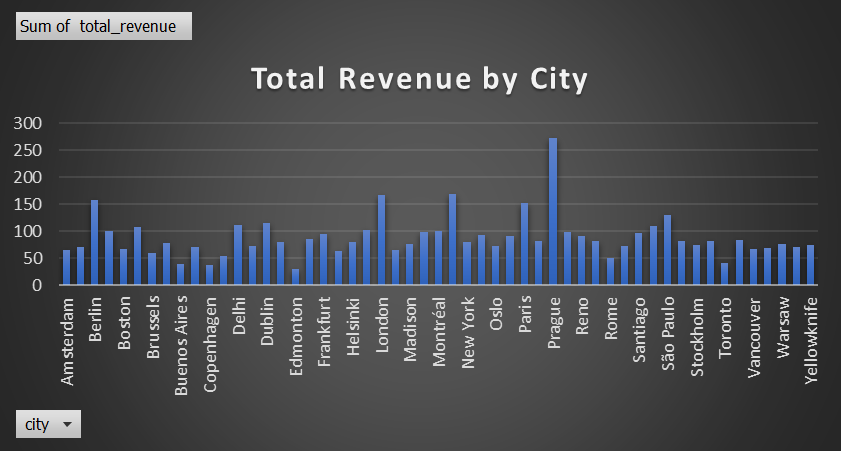 Sum of total_revenue
Total Revenue by City
300
250
200
150
100
50
0
Amsterdam
Berlin
Boston
Brussels
Buenos Aires
Copenhagen
Delhi
Dublin
Edmonton
Frankfurt
Helsinki
London
Madison
Montréal
New York
Oslo
Paris
Prague
Reno
Rome
Santiago
São Paulo
Stockholm
Toronto
Vancouver
Warsaw
Yellowknife
city